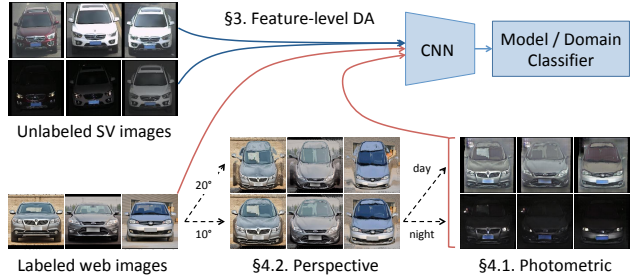 §3. Feature-level DA
CNN
Model / Domain
Classifier
Unlabeled SV images
20°
10°
day
night
Labeled web images
§4.2. Perspective
§4.1. Photometric